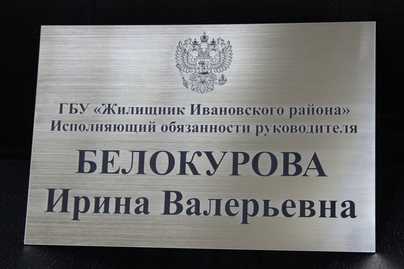 ГБУ «Жилищник Ивановского района»
Исполняющий обязанности руководителя
БЕЛОКУРОВА
Ирина Валерьевна